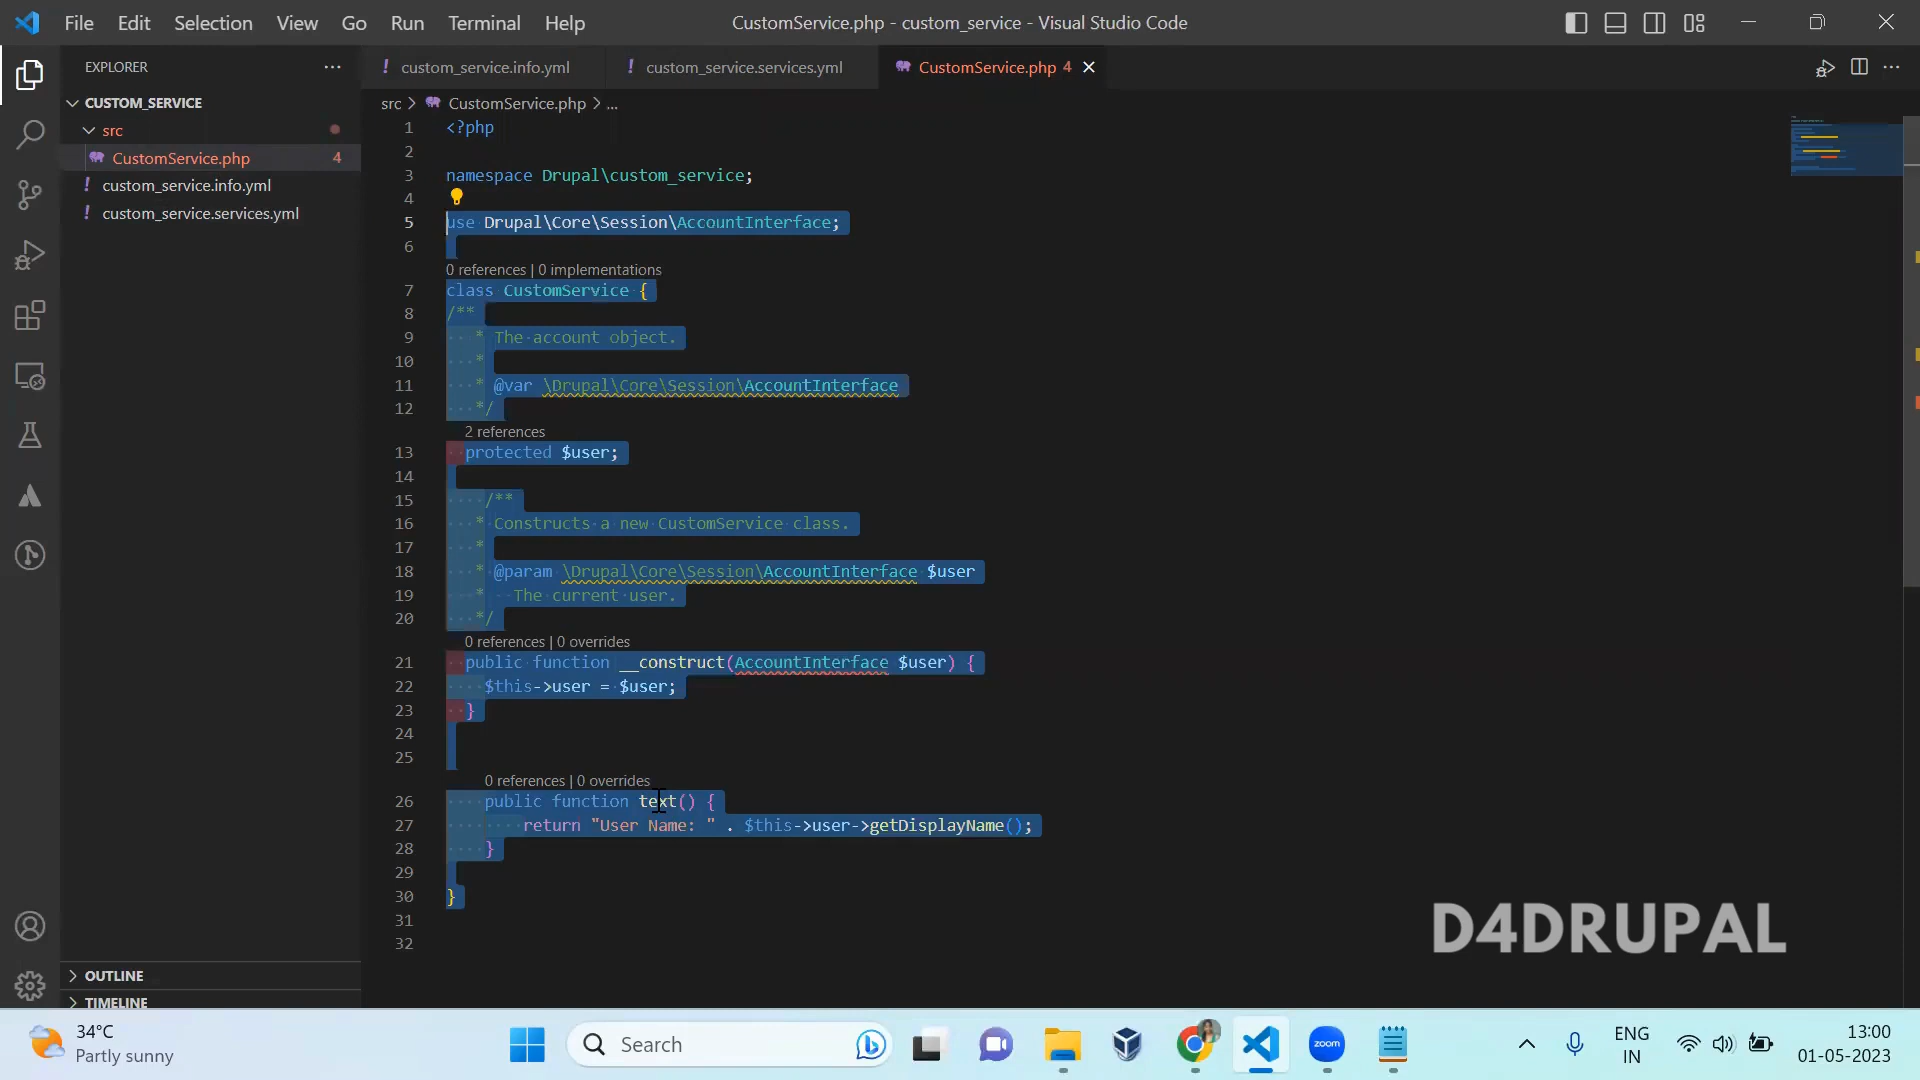 File Edit Selection View Go Run Terminal Help
CustomService.php - custom_service - Visual Studio Code
EXPLORER
custom_service.info.yml
custom_service.services.yml
CustomService.php 4
CUSTOM_SERVICE
src
CustomService.php 4
custom_service.info.yml
custom_service.services.yml
OUTLINE
TIMELINE
src > CustomService.php > ...
1 <?php
2
3 namespace Drupal\custom_service;
4
5 use Drupal\Core\Session\AccountInterface;
6
0 references | 0 implementations
7 class CustomService {
8 /**
9 * The account object.
10 *
11 * @var \Drupal\Core\Session\AccountInterface
12 */
2 references
13 protected $user;
14
15 /**
16 * Constructs a new CustomService class.
17 *
18 * @param \Drupal\Core\Session\AccountInterface $user
19 * The current user.
20 */
0 references | 0 overrides
21 public function __construct(AccountInterface $user) {
22 $this->user = $user;
23 }
24
25
0 references | 0 overrides
26 public function text() {
27 return "User Name: " . $this->user->getDisplayName();
28 }
29
30 }
31
32
D4DRUPAL
34°C
Partly sunny
Search
zoom
ENG
IN
13:00
01-05-2023